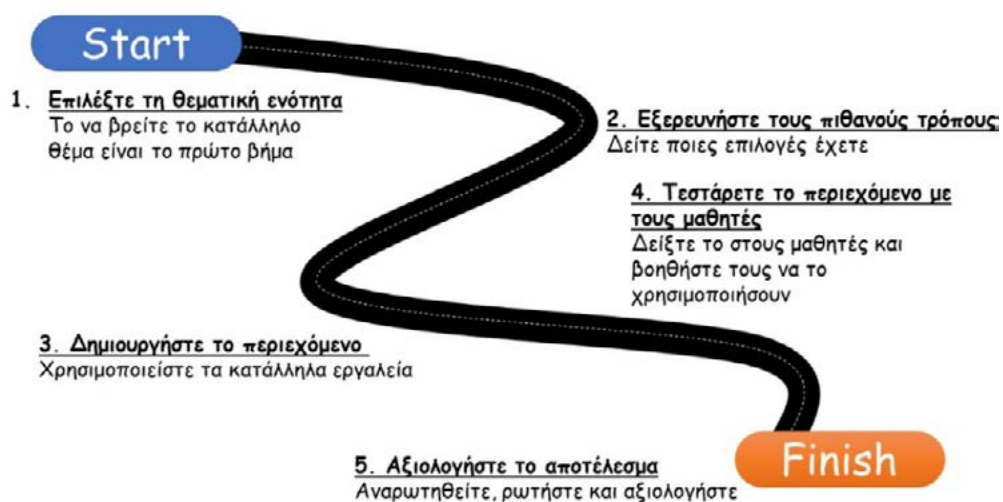 Start
1. Επιλέξτε τη θεματική ενότητα
Το να βρείτε το κατάλληλο
θέμα είναι το πρώτο βήμα
2. Εξερευνήστε τους πιθανούς τρόπους
Δείτε ποιες επιλογές έχετε
3. Δημιουργήστε το περιεχόμενο
Χρησιμοποιείστε τα κατάλληλα εργαλεία
4. Τεστάρετε το περιεχόμενο με
τους μαθητές
Δείξτε το στους μαθητές και
βοηθήστε τους να το
χρησιμοποιήσουν
5. Αξιολογήστε το αποτέλεσμα
Αναρωτηθείτε, ρωτήστε και αξιολογήστε
Finish